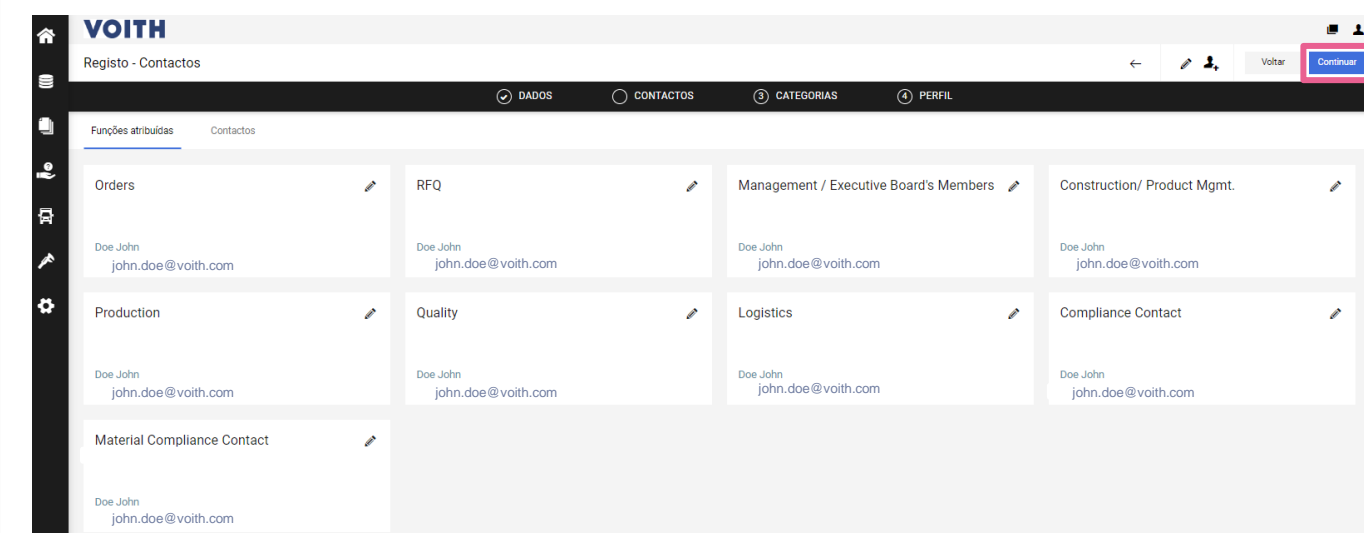 VOITH
Registo - Contactos
Voltar
Continuar
DADOS
CONTACTOS
3 CATEGORIAS
4 PERFIL
Funções atribuídas
Contactos
Orders
Doe John
john.doe@voith.com
RFQ
Doe John
john.doe@voith.com
Management / Executive Board's Members
Doe John
john.doe@voith.com
Construction/ Product Mgmt.
Doe John
john.doe@voith.com
Production
Doe John
john.doe@voith.com
Quality
Doe John
john.doe@voith.com
Logistics
Doe John
john.doe@voith.com
Compliance Contact
Doe John
john.doe@voith.com
Material Compliance Contact
Doe John
john.doe@voith.com